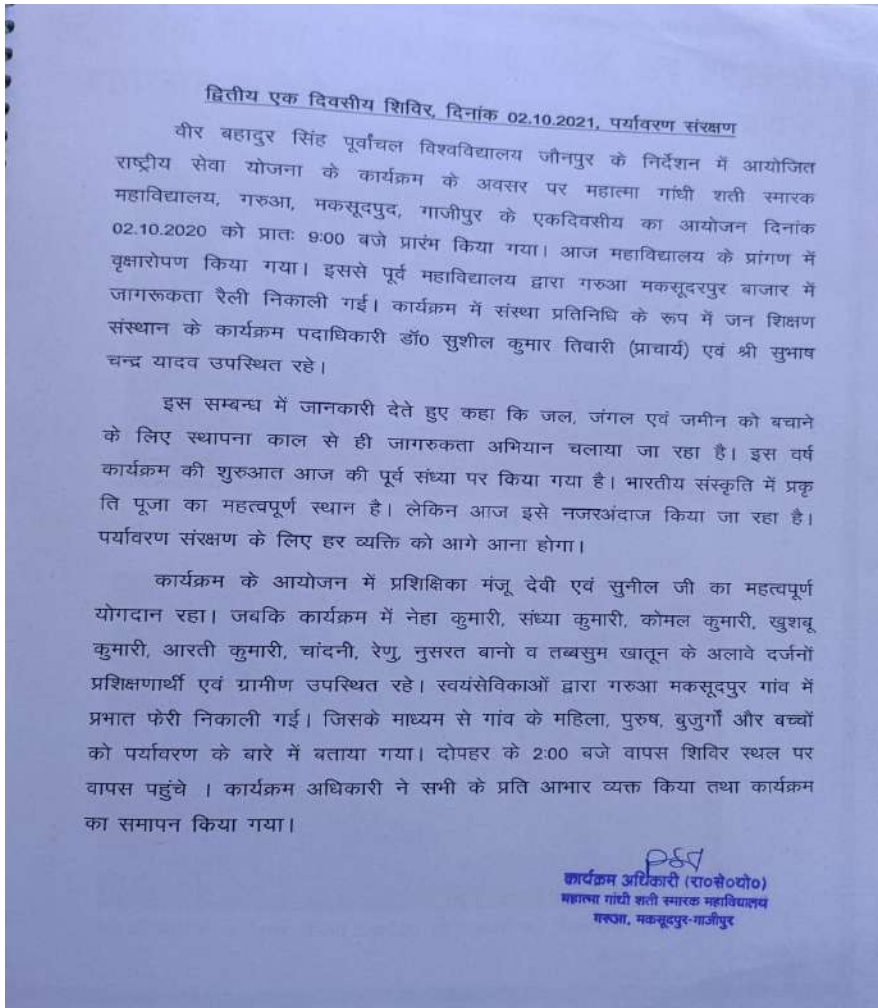 द्वितीय एक दिवसीय शिविर, दिनांक 02.10.2021, पर्यावरण संरक्षण
वीर बहादुर सिंह पूर्वांचल विश्वविद्यालय जौनपुर के निर्देशन में आयोजित
राष्ट्रीय सेवा योजना के कार्यक्रम के अवसर पर महात्मा गांधी शती स्मारक
महाविद्यालय, गरुआ, मकसूदपुद, गाजीपुर के एकदिवसीय का आयोजन दिनांक
02.10.2020 को प्रातः 9:00 बजे प्रारंभ किया गया। आज महाविद्यालय के प्रांगण में
वृक्षारोपण किया गया। इससे पूर्व महाविद्यालय द्वारा गरुआ मकसूदरपुर बाजार में
जागरूकता रैली निकाली गई। कार्यक्रम में संस्था प्रतिनिधि के रूप में जन शिक्षण
संस्थान के कार्यक्रम पदाधिकारी डॉ0 सुशील कुमार तिवारी (प्राचार्य) एवं श्री सुभाष
चन्द्र यादव उपस्थित रहे।
इस सम्बन्ध में जानकारी देते हुए कहा कि जल, जंगल एवं जमीन को बचाने
के लिए स्थापना काल से ही जागरुकता अभियान चलाया जा रहा है। इस वर्ष
कार्यक्रम की शुरुआत आज की पूर्व संध्या पर किया गया है। भारतीय संस्कृति में प्रकृ
ति पूजा का महत्वपूर्ण स्थान है। लेकिन आज इसे नजरअंदाज किया जा रहा है।
पर्यावरण संरक्षण के लिए हर व्यक्ति को आगे आना होगा।
कार्यक्रम के आयोजन में प्रशिक्षिका मंजू देवी एवं सुनील जी का महत्वपूर्ण
योगदान रहा। जबकि कार्यक्रम में नेहा कुमारी, संध्या कुमारी, कोमल कुमारी, खुशबू
कुमारी, आरती कुमारी, चांदनी, रेणु, नुसरत बानो व तब्बसुम खातून के अलावे दर्जनों
प्रशिक्षणार्थी एवं ग्रामीण उपस्थित रहे। स्वयंसेविकाओं द्वारा गरुआ मकसूदपुर गांव में
प्रभात फेरी निकाली गई। जिसके माध्यम से गांव के महिला, पुरुष, बुजुर्गों और बच्चों
को पर्यावरण के बारे में बताया गया। दोपहर के 2:00 बजे वापस शिविर स्थल पर
वापस पहुंचे । कार्यक्रम अधिकारी ने सभी के प्रति आभार व्यक्त किया तथा कार्यक्रम
का समापन किया गया।
कार्यक्रम अधिकारी (रा०से०यो०)
महात्मा गांधी शती स्मारक महाविद्यालय
गरुआ, मकसूदपुर-गाजीपुर